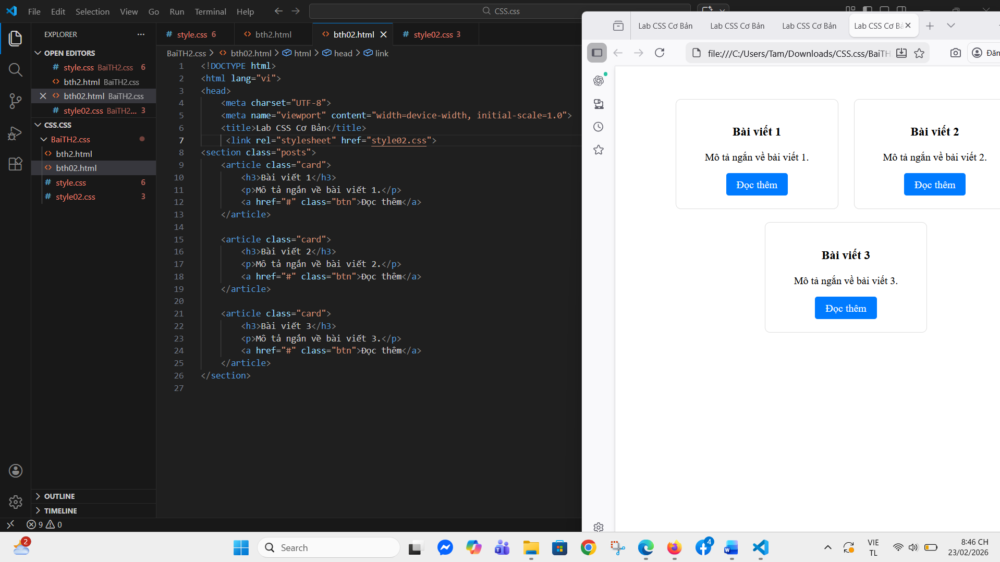 File Edit Selection View Go Run Terminal Help
CSS.css
EXPLORER
OPEN EDITORS
style.css BaiTH2.css 6
bth2.html BaiTH2.css
bth02.html BaiTH2.css
style02.css BaiTH2... 3
CSS.CSS
BaiTH2.css
bth2.html
bth02.html
style.css 6
style02.css 3
OUTLINE
TIMELINE
9 0
style.css 6 bth2.html bth02.html style02.css 3
BaiTH2.css > bth02.html > html > head > link
1 <!DOCTYPE html>
2 <html lang="vi">
3 <head>
4 <meta charset="UTF-8">
5 <meta name="viewport" content="width=device-width, initial-scale=1.0">
6 <title>Lab CSS Cơ Bản</title>
7 <link rel="stylesheet" href="style02.css">
8 <section class="posts">
9 <article class="card">
10 <h3>Bài viết 1</h3>
11 <p>Mô tả ngắn về bài viết 1.</p>
12 <a href="#" class="btn">Đọc thêm</a>
13 </article>
14
15 <article class="card">
16 <h3>Bài viết 2</h3>
17 <p>Mô tả ngắn về bài viết 2.</p>
18 <a href="#" class="btn">Đọc thêm</a>
19 </article>
20
21 <article class="card">
22 <h3>Bài viết 3</h3>
23 <p>Mô tả ngắn về bài viết 3.</p>
24 <a href="#" class="btn">Đọc thêm</a>
25 </article>
26 </section>
27
Lab CSS Cơ Bản Lab CSS Cơ Bản Lab CSS Cơ Bản Lab CSS Cơ Bả
file:///C:/Users/Tam/Downloads/CSS.css/BaiTH
Đăn
Bài viết 1
Mô tả ngắn về bài viết 1.
Đọc thêm
Bài viết 2
Mô tả ngắn về bài viết 2.
Đọc thêm
Bài viết 3
Mô tả ngắn về bài viết 3.
Đọc thêm
2
Search
4
VIE
TL
8:46 CH
23/02/2026